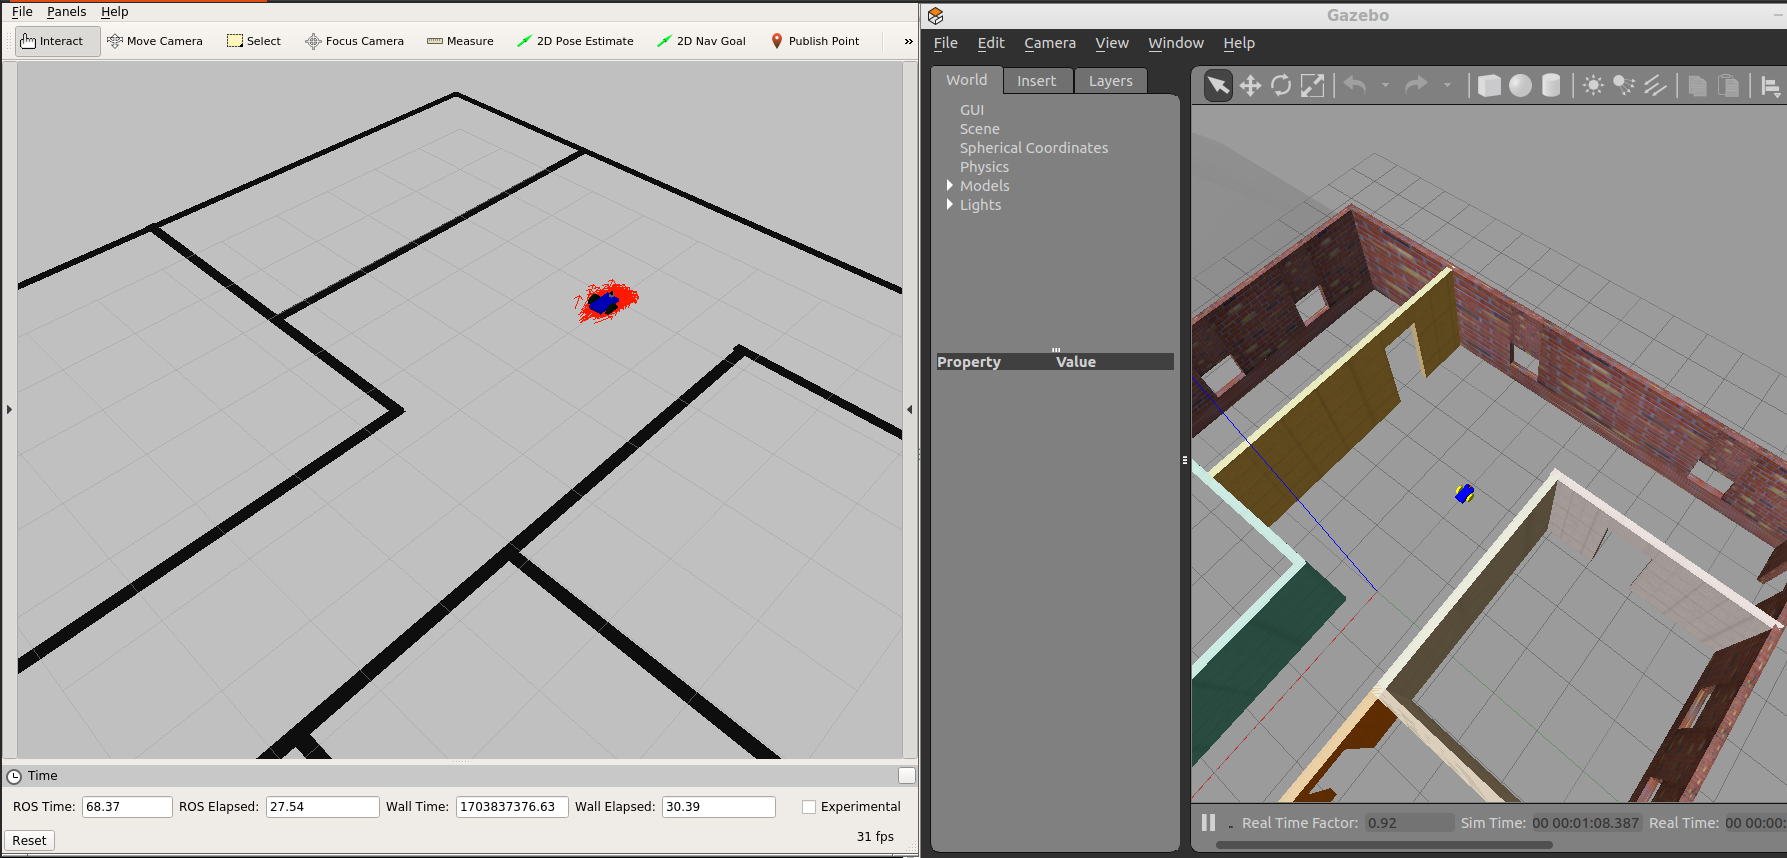 File Panels Help
Interact Move Camera Select Focus Camera Measure 2D Pose Estimate 2D Nav Goal Publish Point »
Time
ROS Time: 68.37 ROS Elapsed: 27.54 Wall Time: 1703837376.63 Wall Elapsed: 30.39 Experimental
Reset 31 fps
Gazebo
File Edit Camera View Window Help
World Insert Layers
GUI
Scene
Spherical Coordinates
Physics
Models
Lights
Property Value
Real Time Factor: 0.92 Sim Time: 00 00:01:08.387 Real Time: 00 00:00: